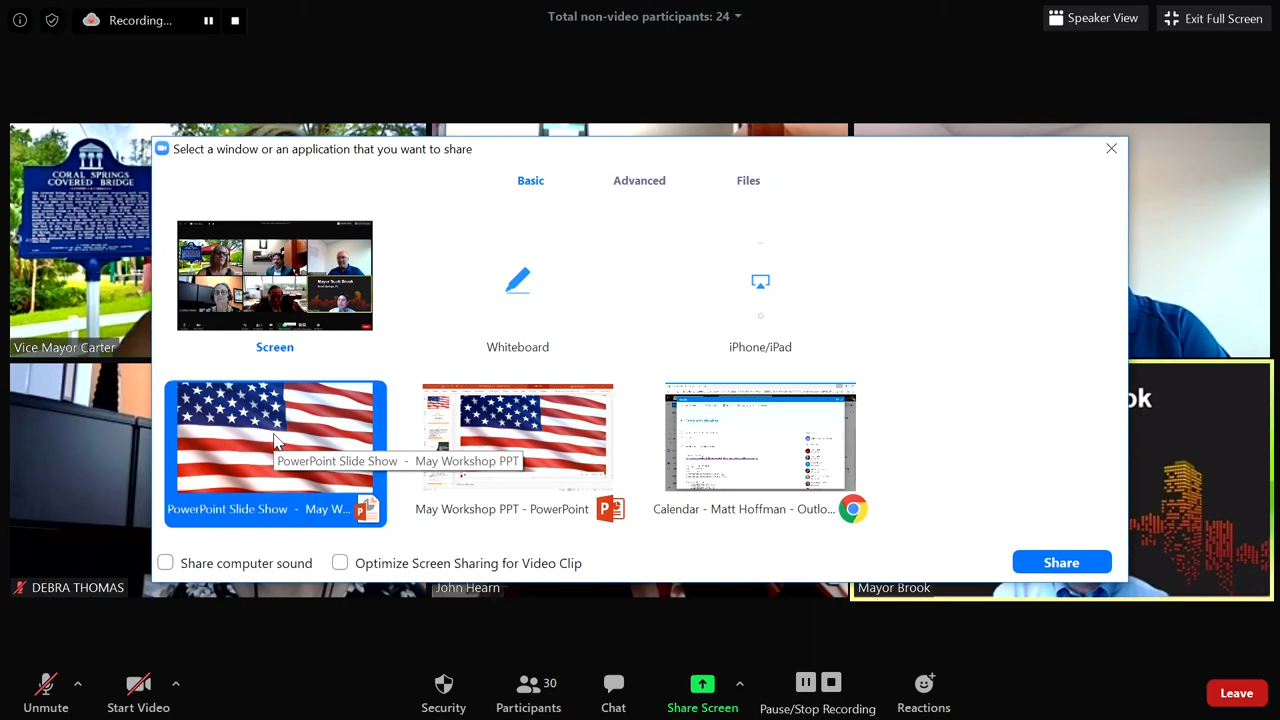 Recording...
Total non-video participants: 24
Speaker View
Exit Full Screen
CORAL SPRINGS
COVERED BRIDGE
Vice Mayor Carter
Select a window or an application that you want to share
Basic
Advanced
Files
Screen
Whiteboard
iPhone/iPad
PowerPoint Slide Show - May Workshop PPT
PowerPoint Slide Show - May W...
May Workshop PPT - PowerPoint
Calendar - Matt Hoffman - Outlo...
Share computer sound
Optimize Screen Sharing for Video Clip
Share
ok
DEBRA THOMAS
John Hearn
Mayor Brook
Unmute
Start Video
Security
Participants
30
Chat
Share Screen
Pause/Stop Recording
Reactions
Leave